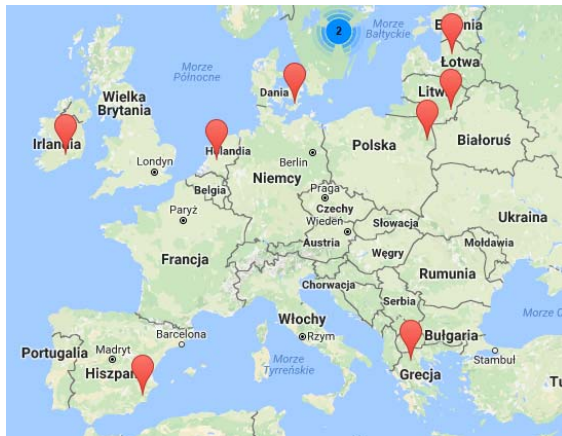 Estonia
Morze
Bałtyckie
2
Łotwa
Morze
Północne
Dania
Litwa
Wielka
Brytania
Irlandia
Holandia
Polska
Białoruś
Londyn
Berlin
Belgia
Niemcy
Praga
Czechy
Ukraina
Paryż
Wiedeń
Słowacja
Austria
Mołdawia
Węgry
Francja
Rumunia
Chorwacja
Serbia
Włochy
Morze C
Barcelona
Rzym
Bułgaria
Portugalia
Madryt
Stambuł
Hiszpan
Morze
Tyrreńskie
Grecja
Tu